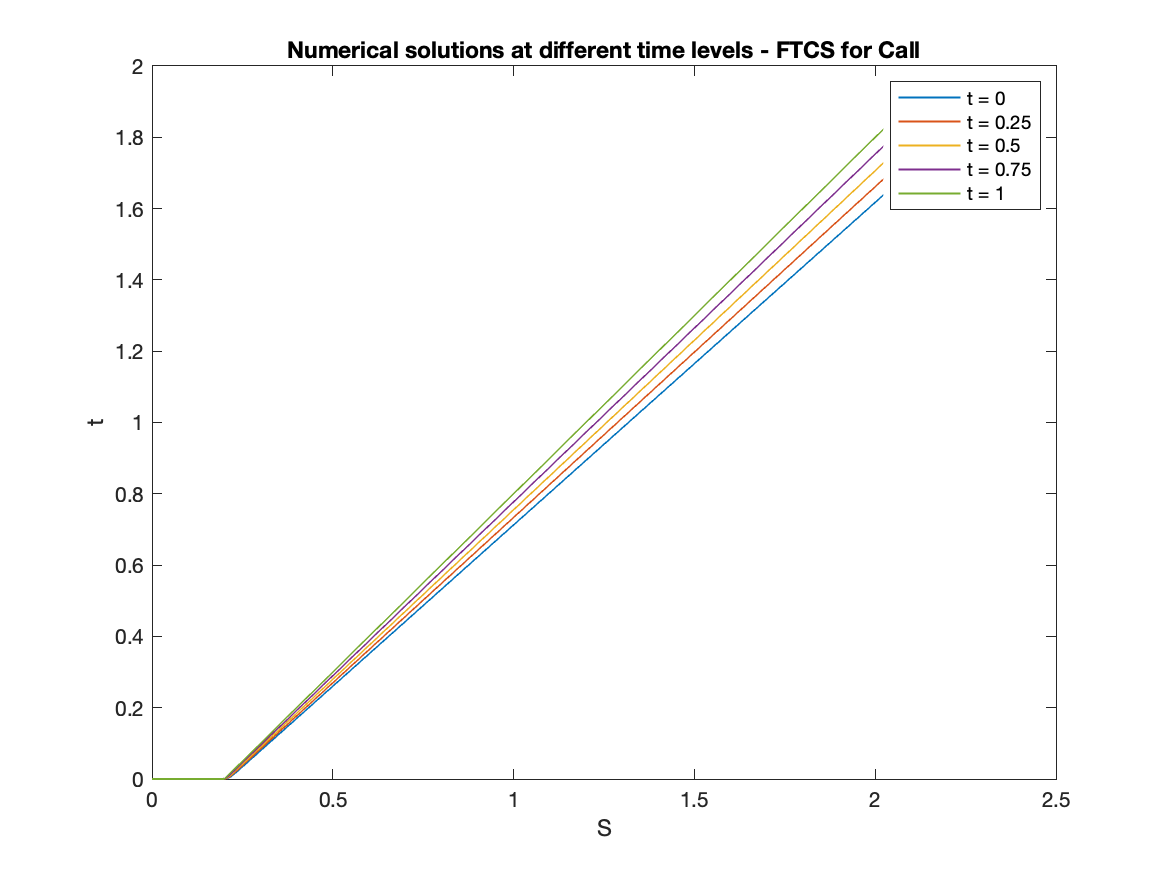 Numerical solutions at different time levels - FTCS for Call
t = 0
t = 0.25
t = 0.5
t = 0.75
t = 1
2
1.8
1.6
1.4
1.2
1
0.8
0.6
0.4
0.2
0
t
0 0.5 1 1.5 2 2.5
S